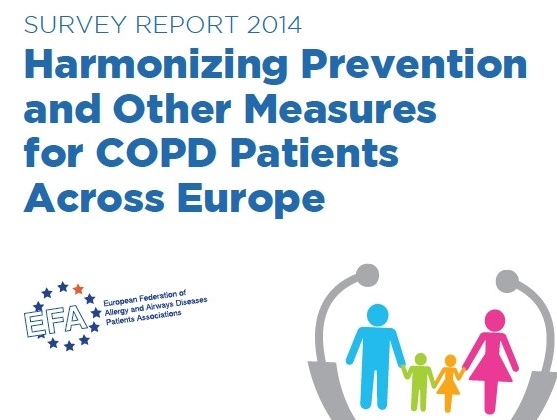 SURVEY REPORT 2014
Harmonizing Prevention
and Other Measures
for COPD Patients
Across Europe
EFA
European Federation of
Allergy and Airways Diseases
Patients Associations